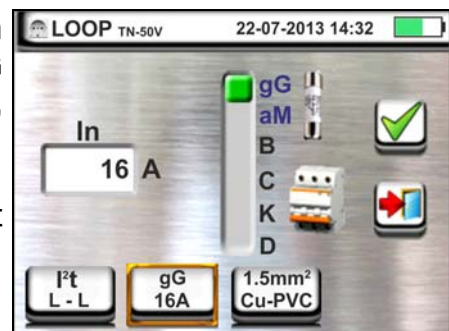 LOOP TN-50V 22-07-2013 14:32
gG
aM
B
C
K
D
In
16 A
I²t
L - L
gG
16A
1.5mm²
Cu-PVC